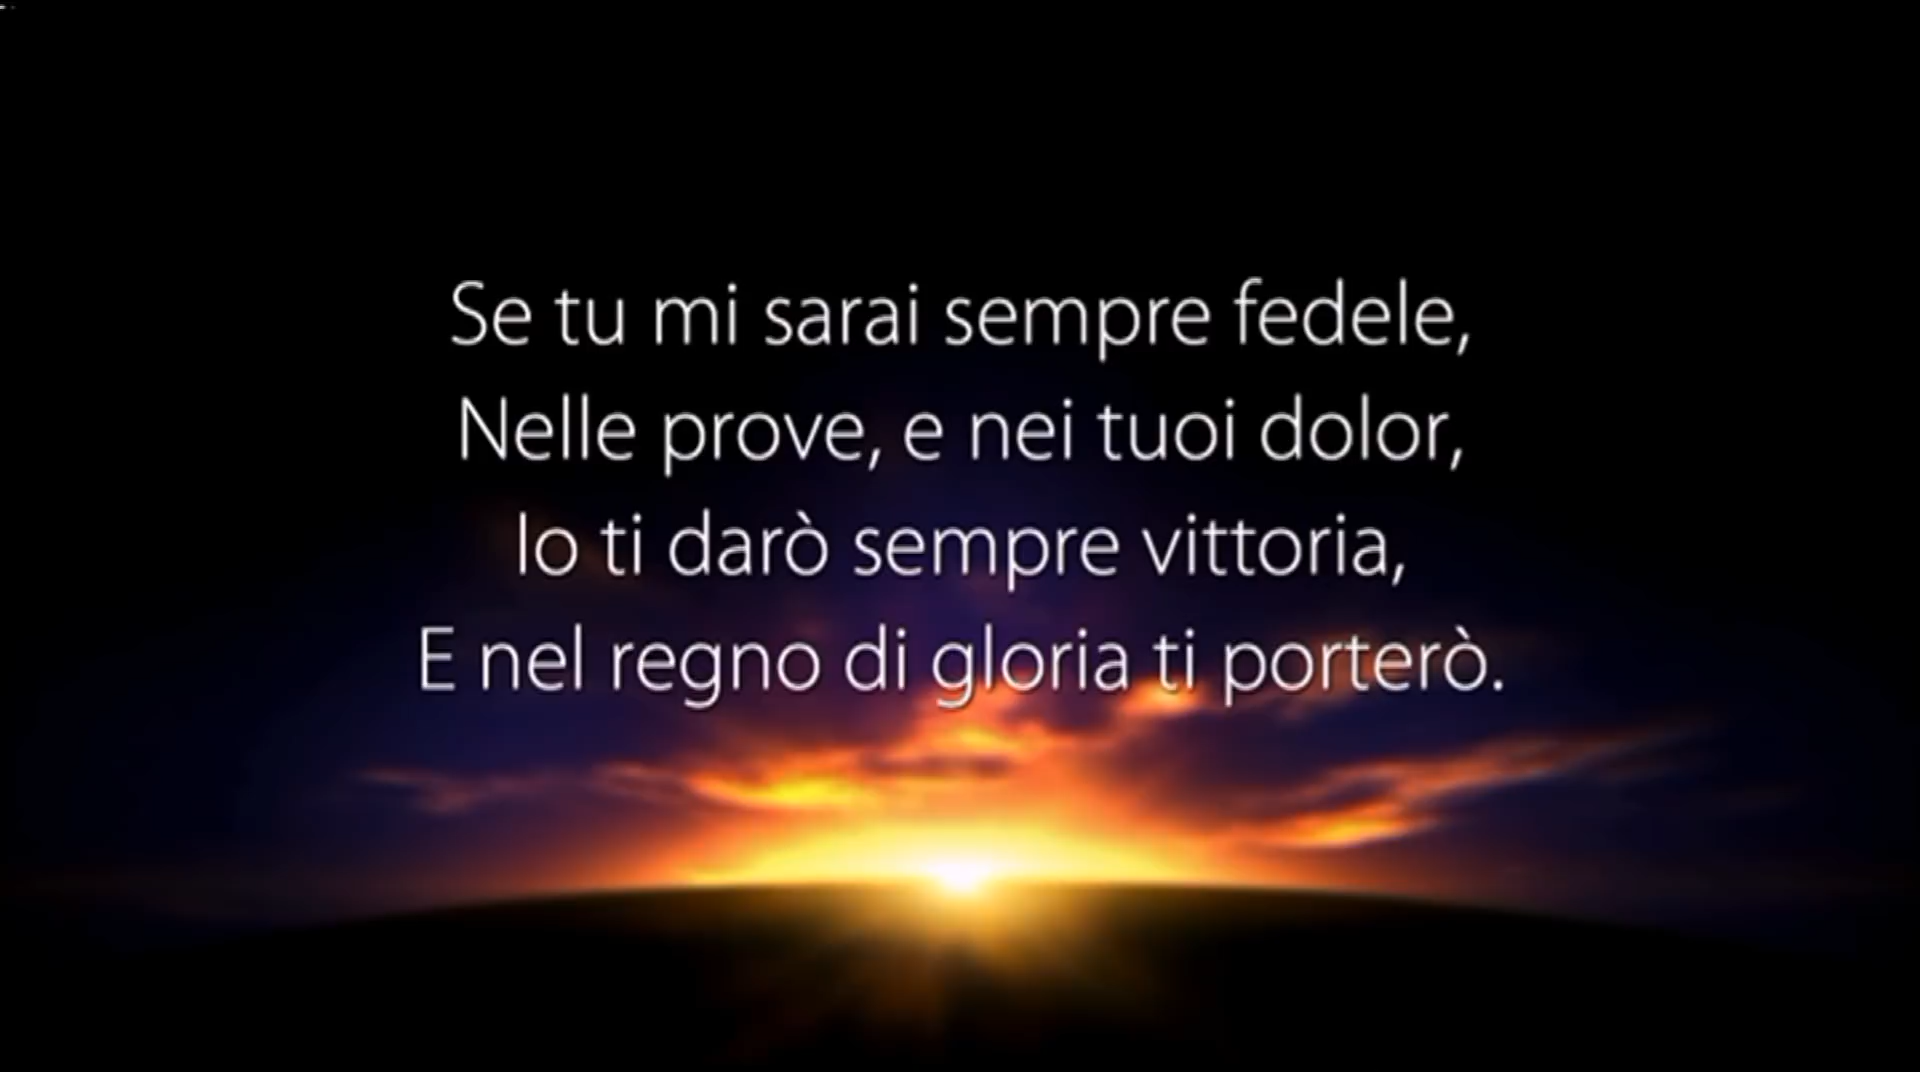 Se tu mi sarai sempre fedele,
Nelle prove, e nei tuoi dolor,
Io ti darò sempre vittoria,
E nel regno di gloria ti porterò.